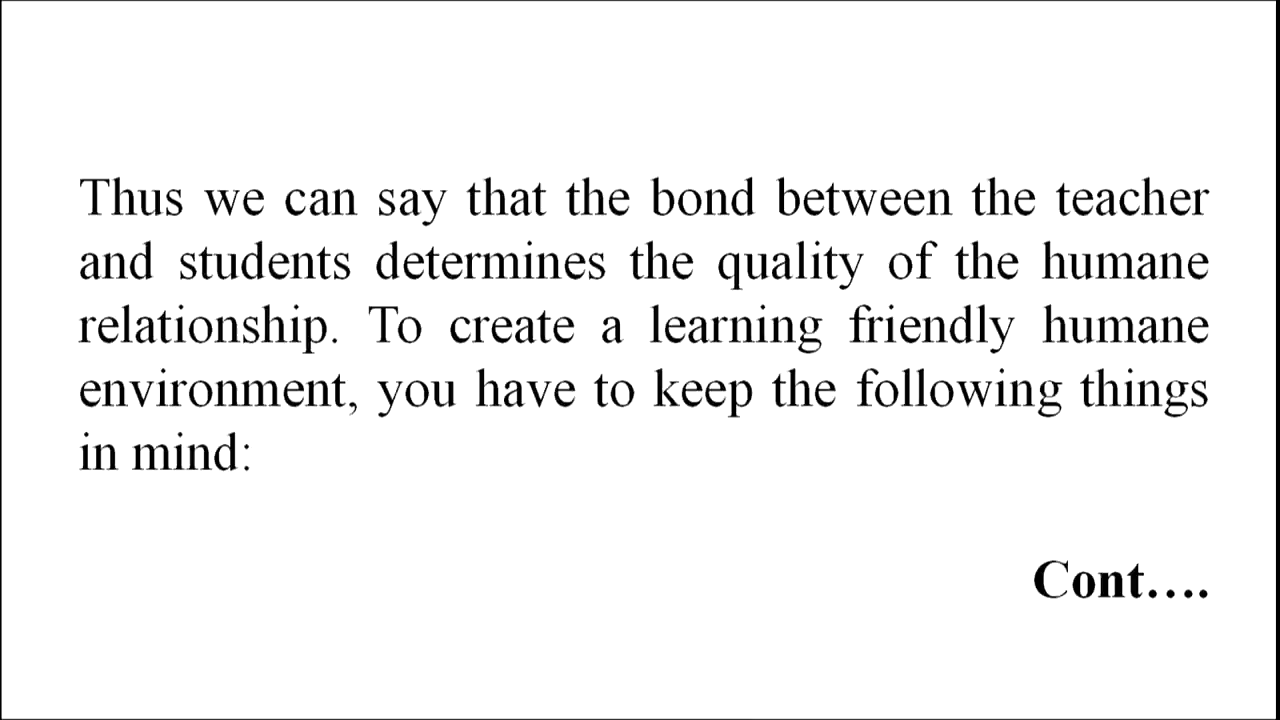 Thus we can say that the bond between the teacher
and students determines the quality of the humane
relationship. To create a learning friendly humane
environment, you have to keep the following things
in mind:
Cont….